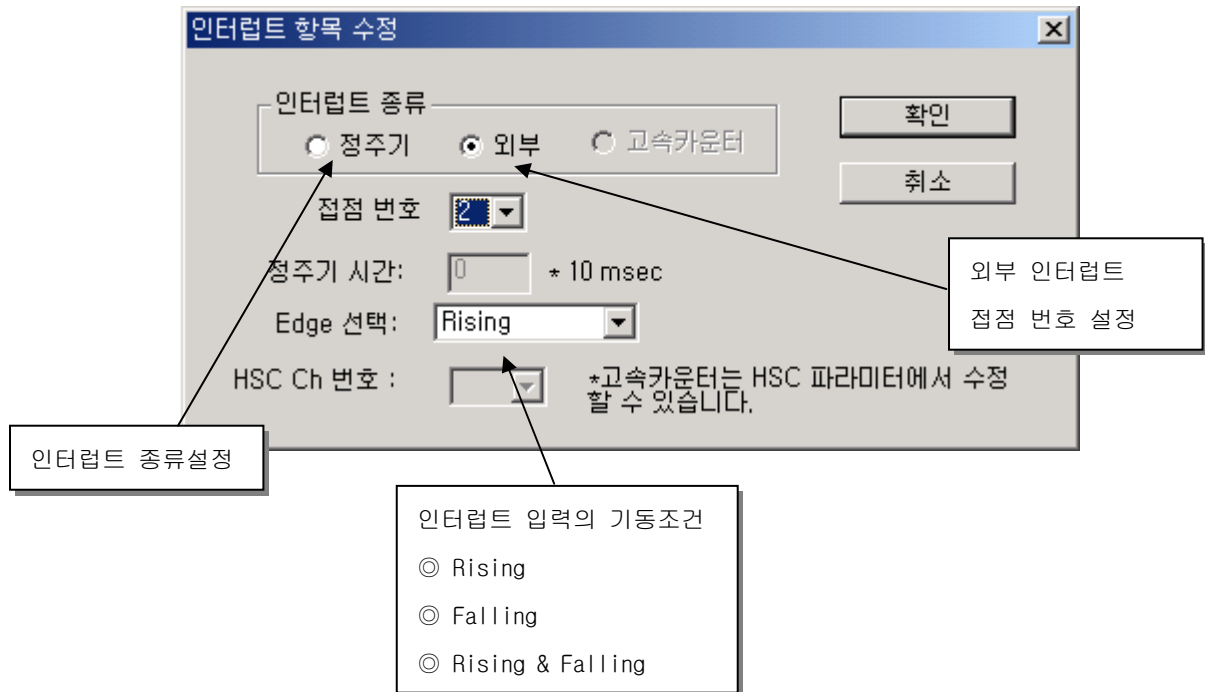 인터럽트 항목 수정
인터럽트 종류
정주기 외부 고속카운터
확인
취소
접점 번호 2
정주기 시간: 0 * 10 msec
Edge 선택: Rising
HSC Ch 번호 : *고속카운터는 HSC 파라미터에서 수정
할 수 있습니다.
외부 인터럽트
접점 번호 설정
인터럽트 종류설정
인터럽트 입력의 기동조건
◎ Rising
◎ Falling
◎ Rising & Falling